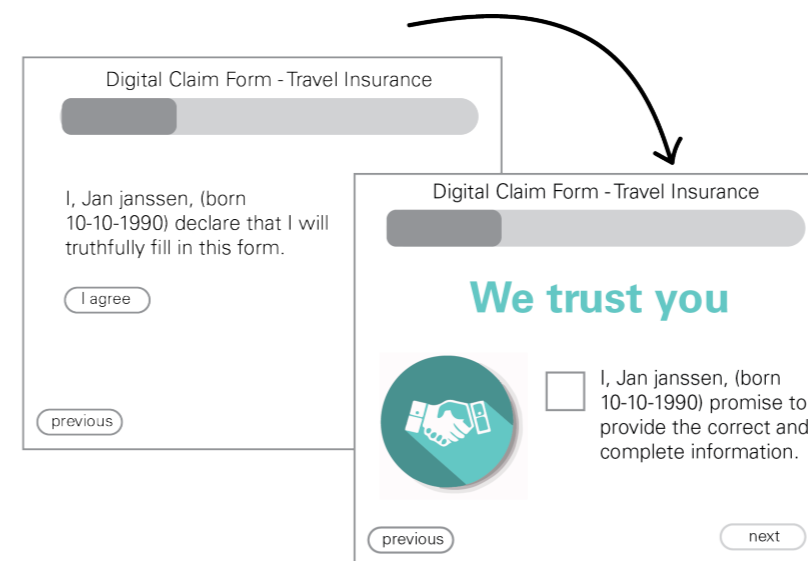 Digital Claim Form - Travel Insurance
I, Jan janssen, (born
10-10-1990) declare that I will
truthfully fill in this form.
I agree
previous
Digital Claim Form - Travel Insurance
We trust you
I, Jan janssen, (born
10-10-1990) promise to
provide the correct and
complete information.
previous
next